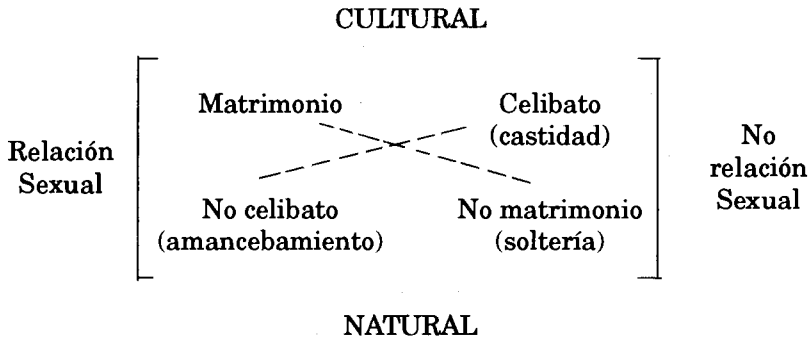 CULTURAL
Matrimonio
Celibato
(castidad)
Relación
Sexual
No
relación
Sexual
No celibato
(amancebamiento)
No matrimonio
(soltería)
NATURAL